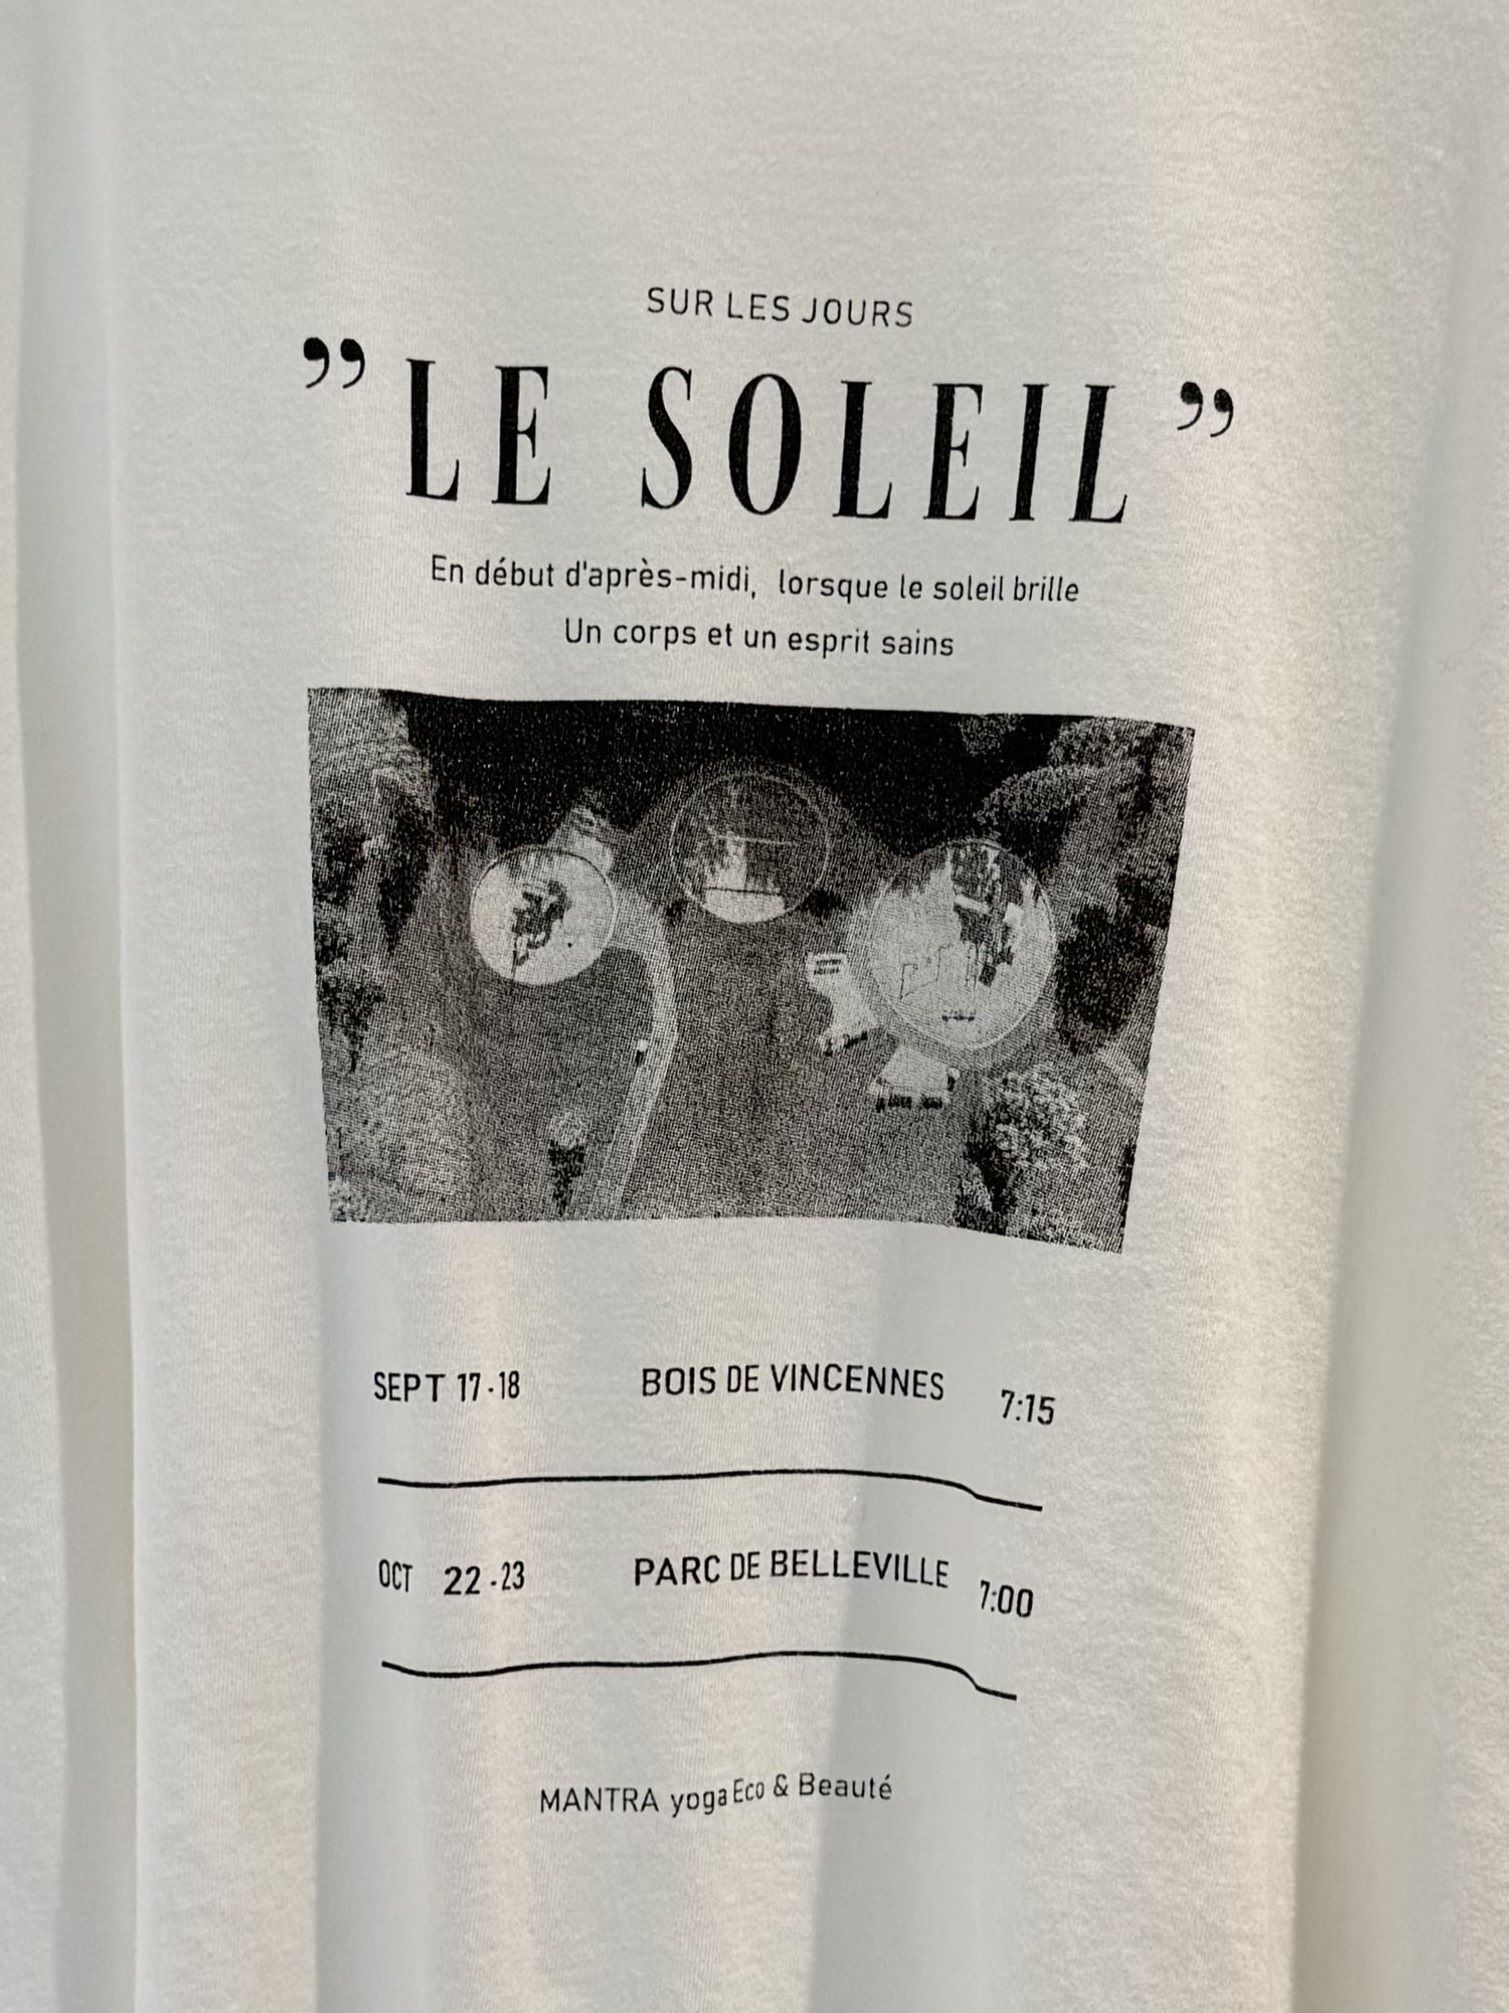 SUR LES JOURS
”LE SOLEIL”
En début d'après-midi, lorsque le soleil brille
Un corps et un esprit sains
SEPT 17-18 BOIS DE VINCENNES 7:15
OCT 22-23 PARC DE BELLEVILLE 7:00
MANTRA yoga Eco & Beauté